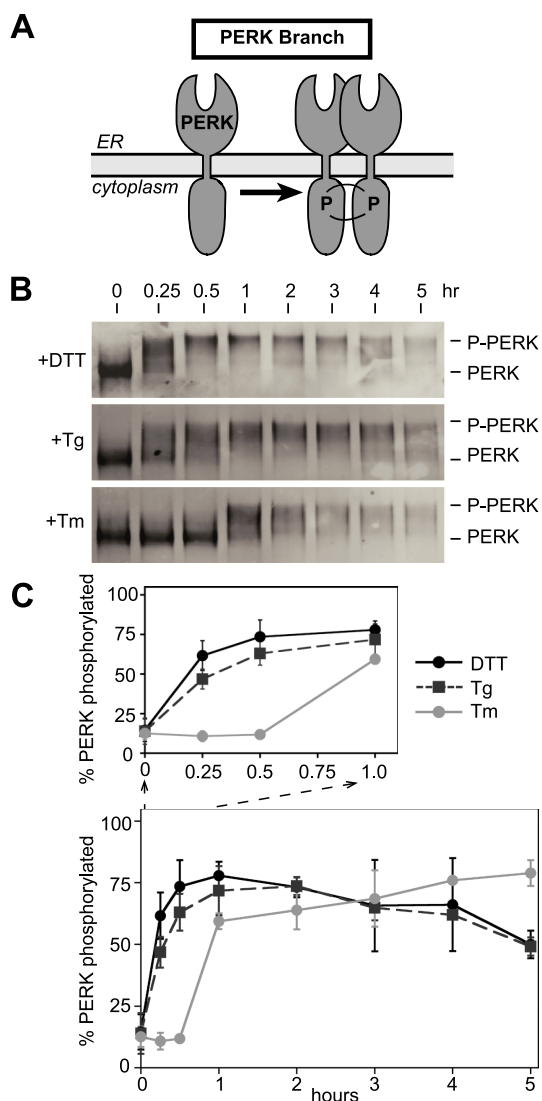 A
PERK Branch
PERK
ER
cytoplasm
P P
B
0 0.25 0.5 1 2 3 4 5 hr
+DTT
P-PERK
PERK
+Tg
P-PERK
PERK
+Tm
P-PERK
PERK
C
% PERK phosphorylated
100
75
50
25
0
0 0.25 0.5 0.75 1.0
DTT
Tg
Tm
% PERK phosphorylated
100
75
50
25
0
0 1 2 3 4 5
hours